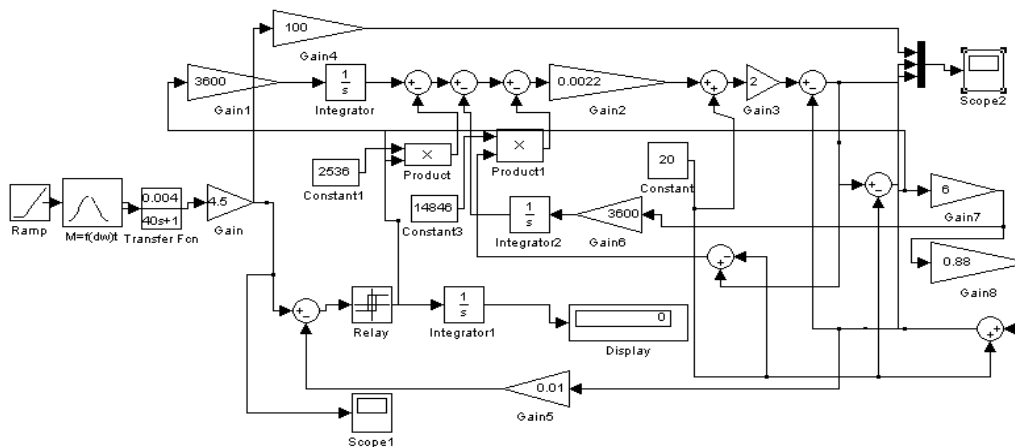 100
Gain4
3600
Gain1
1
s
Integrator
0.0022
Gain2
2
Gain3
Scope2
2536
Constant1
×
Product
×
Product1
20
Constant
14846
Constant3
1
s
Integrator2
3600
Gain6
6
Gain7
0.88
Gain8
Ramp
M=f(dw)t
0.004
40s+1
Transfer Fcn
4.5
Gain
Relay
1
s
Integrator1
0
Display
0.01
Gain5
Scope1